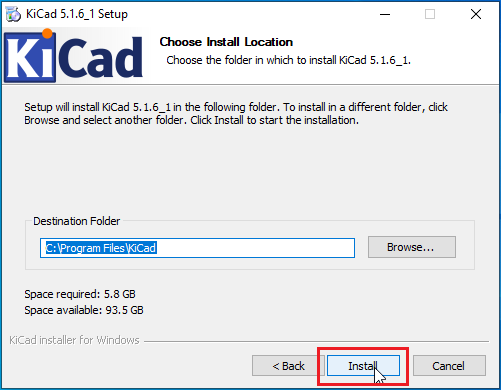 KiCad 5.1.6_1 Setup
KiCad
Choose Install Location
Choose the folder in which to install KiCad 5.1.6_1.
Setup will install KiCad 5.1.6_1 in the following folder. To install in a different folder, click
Browse and select another folder. Click Install to start the installation.
Destination Folder
C:\Program Files\KiCad
Browse...
Space required: 5.8 GB
Space available: 93.5 GB
KiCad installer for Windows
< Back
Install
Cancel